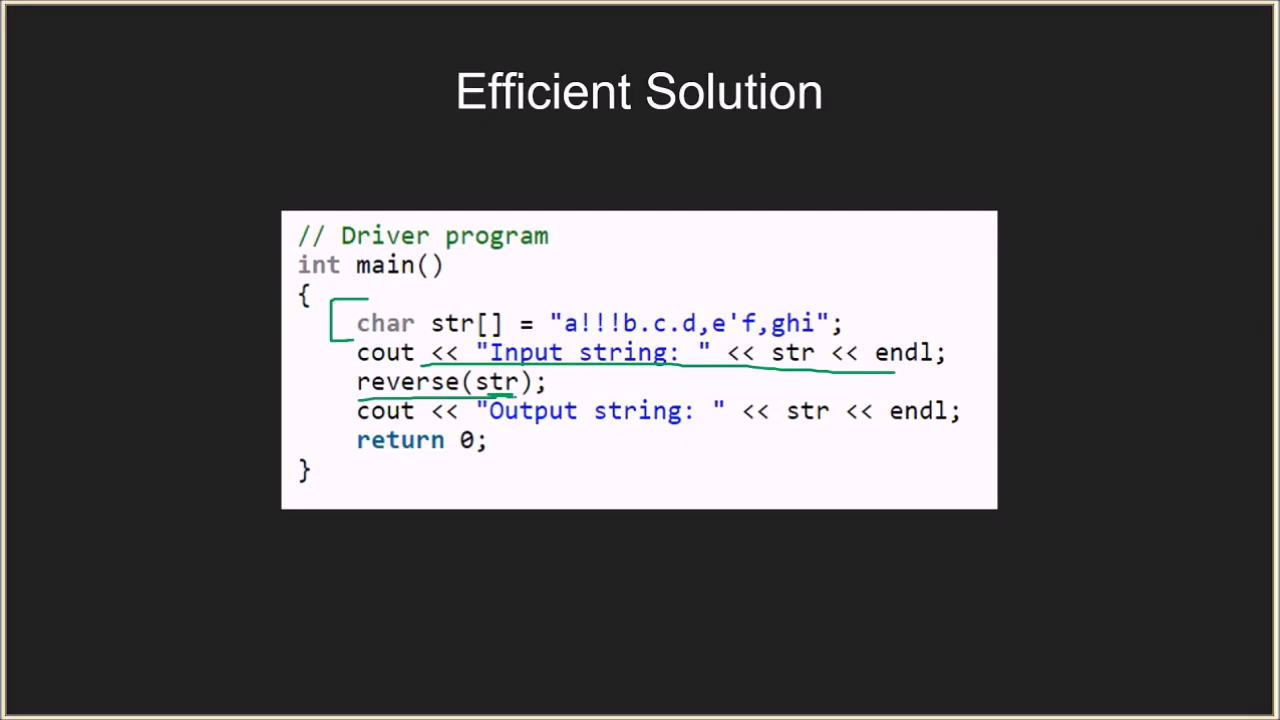 Efficient Solution
// Driver program
int main()
{
char str[] = "a!!!b.c.d,e'f,ghi";
cout << "Input string: " << str << endl;
reverse(str);
cout << "Output string: " << str << endl;
return 0;
}